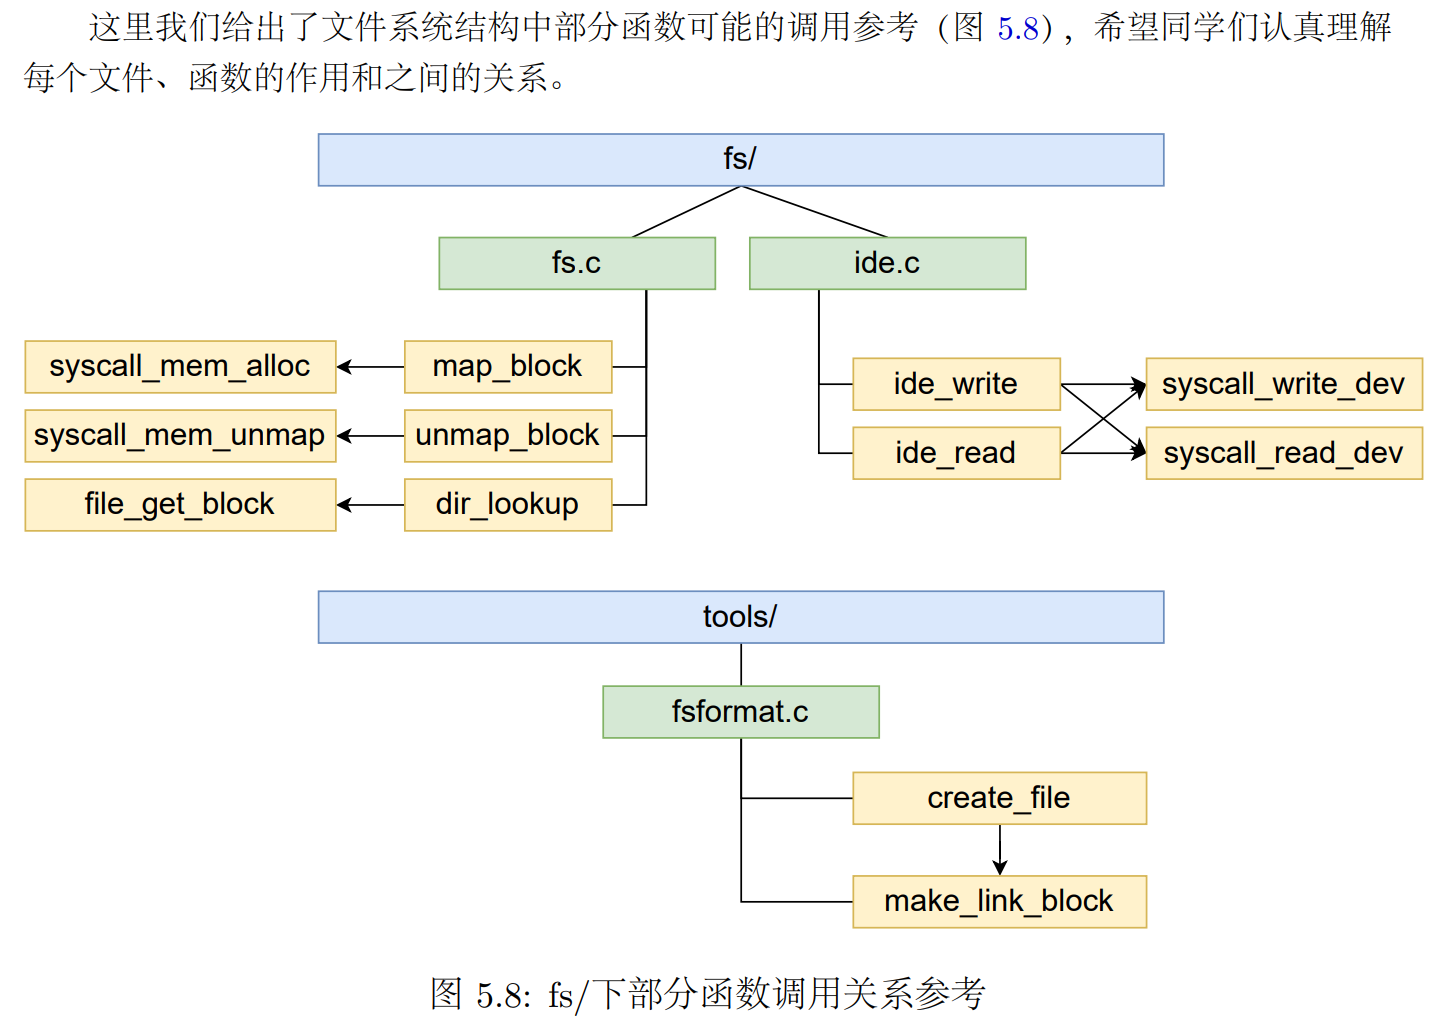 这里我们给出了文件系统结构中部分函数可能的调用参考（图 5.8），希望同学们认真理解
每个文件、函数的作用和之间的关系。
fs/
fs.c
ide.c
syscall_mem_alloc
map_block
syscall_mem_unmap
unmap_block
file_get_block
dir_lookup
ide_write
syscall_write_dev
ide_read
syscall_read_dev
tools/
fsformat.c
create_file
make_link_block
图 5.8: fs/下部分函数调用关系参考